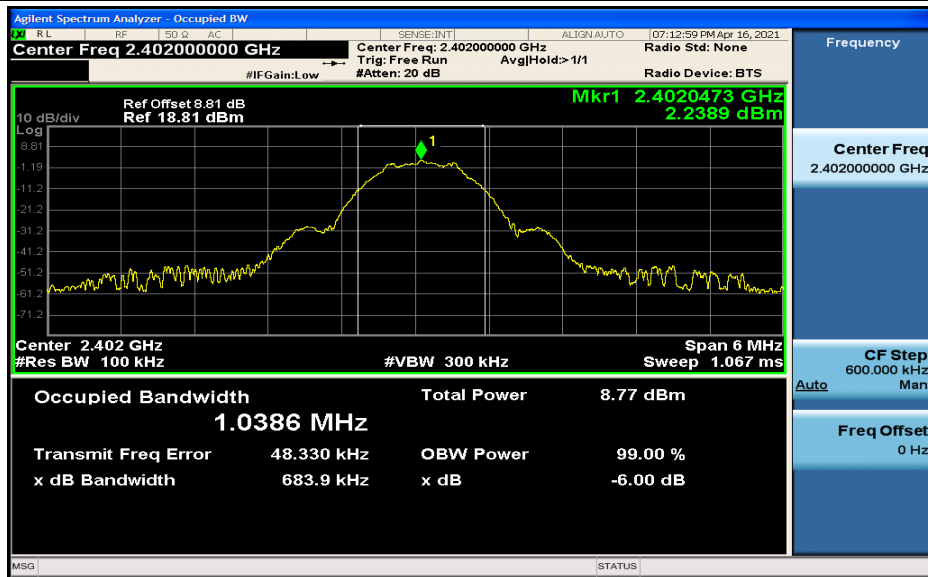 Agilent Spectrum Analyzer - Occupied BW
LXI RL RF 50 Ω AC SENSE:INT ALIGN AUTO 07:12:59 PM Apr 16, 2021
Center Freq 2.402000000 GHz
Center Freq: 2.402000000 GHz Radio Std: None
Trig: Free Run Avg|Hold:>1/1
#IFGain:Low #Atten: 20 dB Radio Device: BTS
Frequency
Mkr1 2.4020473 GHz
2.2389 dBm
Ref Offset 8.81 dB
10 dB/div Ref 18.81 dBm
Log
8.81
1
-1.19
-11.2
-21.2
-31.2
-41.2
-51.2
-61.2
-71.2
Center 2.402 GHz Span 6 MHz
#Res BW 100 kHz #VBW 300 kHz Sweep 1.067 ms
Occupied Bandwidth Total Power 8.77 dBm
1.0386 MHz
Transmit Freq Error 48.330 kHz OBW Power 99.00 %
x dB Bandwidth 683.9 kHz x dB -6.00 dB
Center Freq
2.402000000 GHz
CF Step
600.000 kHz
Auto Man
Freq Offset
0 Hz
MSG STATUS